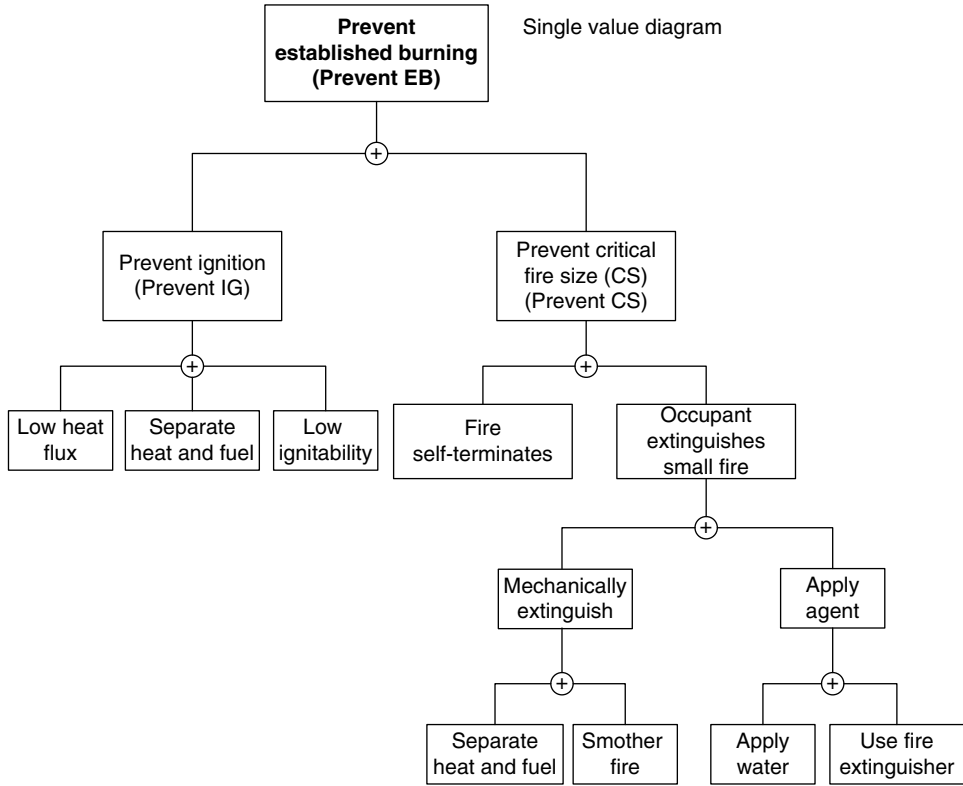 Prevent
established burning
(Prevent EB)
Single value diagram
+
Prevent ignition
(Prevent IG)
Prevent critical
fire size (CS)
(Prevent CS)
+
+
Low heat
flux
Separate
heat and fuel
Low
ignitability
Fire
self-terminates
Occupant
extinguishes
small fire
+
Mechanically
extinguish
Apply
agent
+
+
Separate
heat and fuel
Smother
fire
Apply
water
Use fire
extinguisher